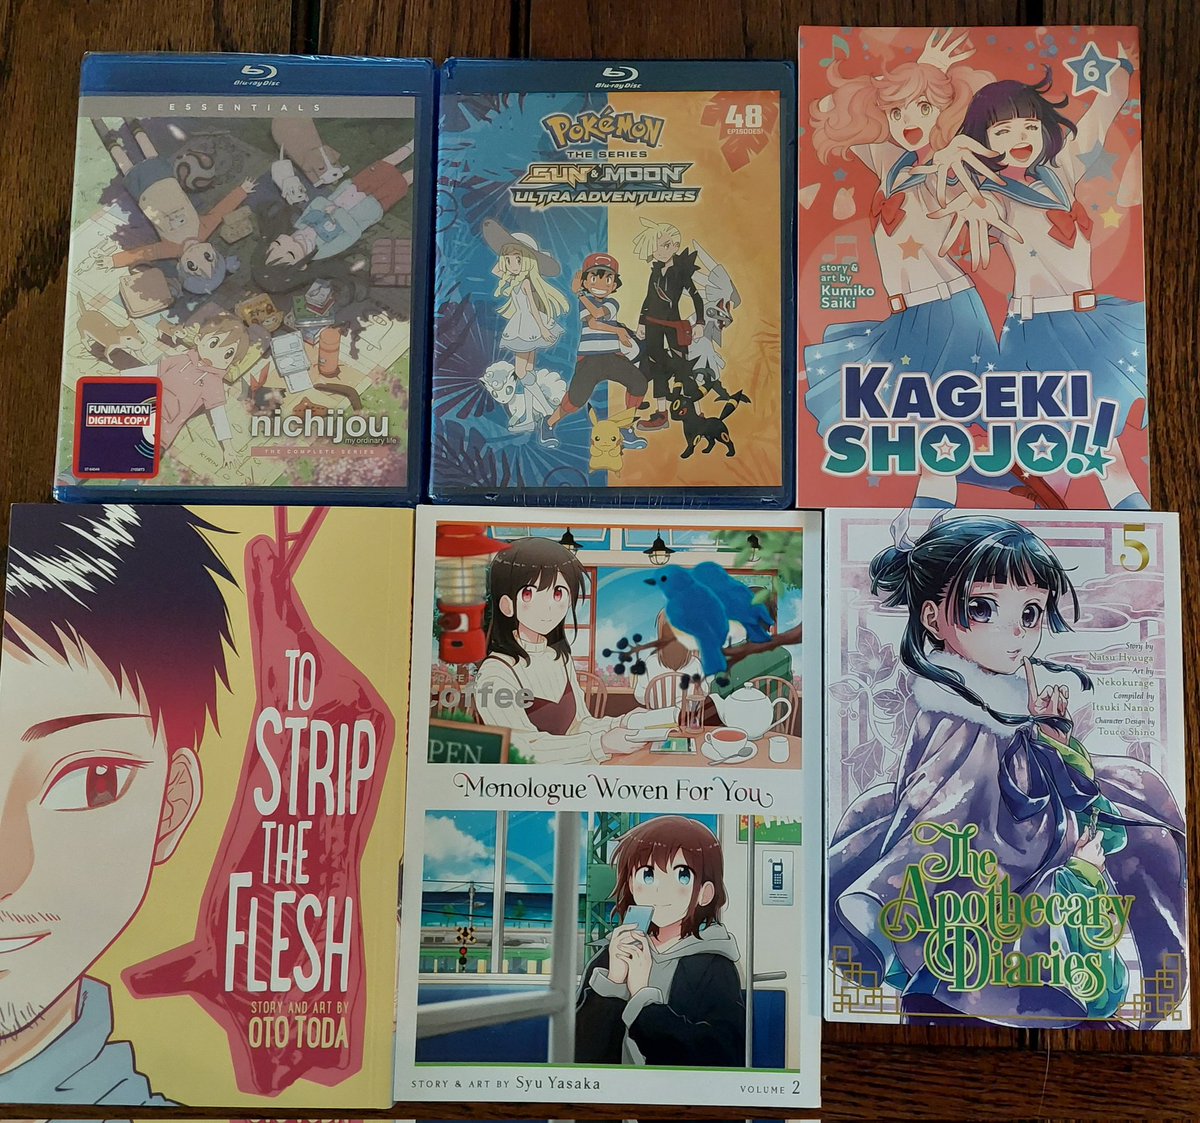 Blu-ray Disc
ESSENTIALS
FUNIMATION
DIGITAL COPY
nichijou
my ordinary life
THE COMPLETE SERIES
Blu-ray Disc
48
EPISODES!
POKéMON
THE SERIES
SUN & MOON
ULTRA ADVENTURES
6
story &
art by
Kumiko
Saiki
KAGEKI
SHOJO!!
TO
STRIP
THE
FLESH
STORY AND ART BY
OTO TODA
CAFE
coffee
OPEN
Monologue Woven For You
STORY & ART BY Syu Yasaka
VOLUME 2
5
Story by
Natsu Hyuuga
Art by
Nekokurage
Compiled by
Itsuki Nanao
Character Design by
Touco Shino
The
Apothecary
Diaries
OTO TODA